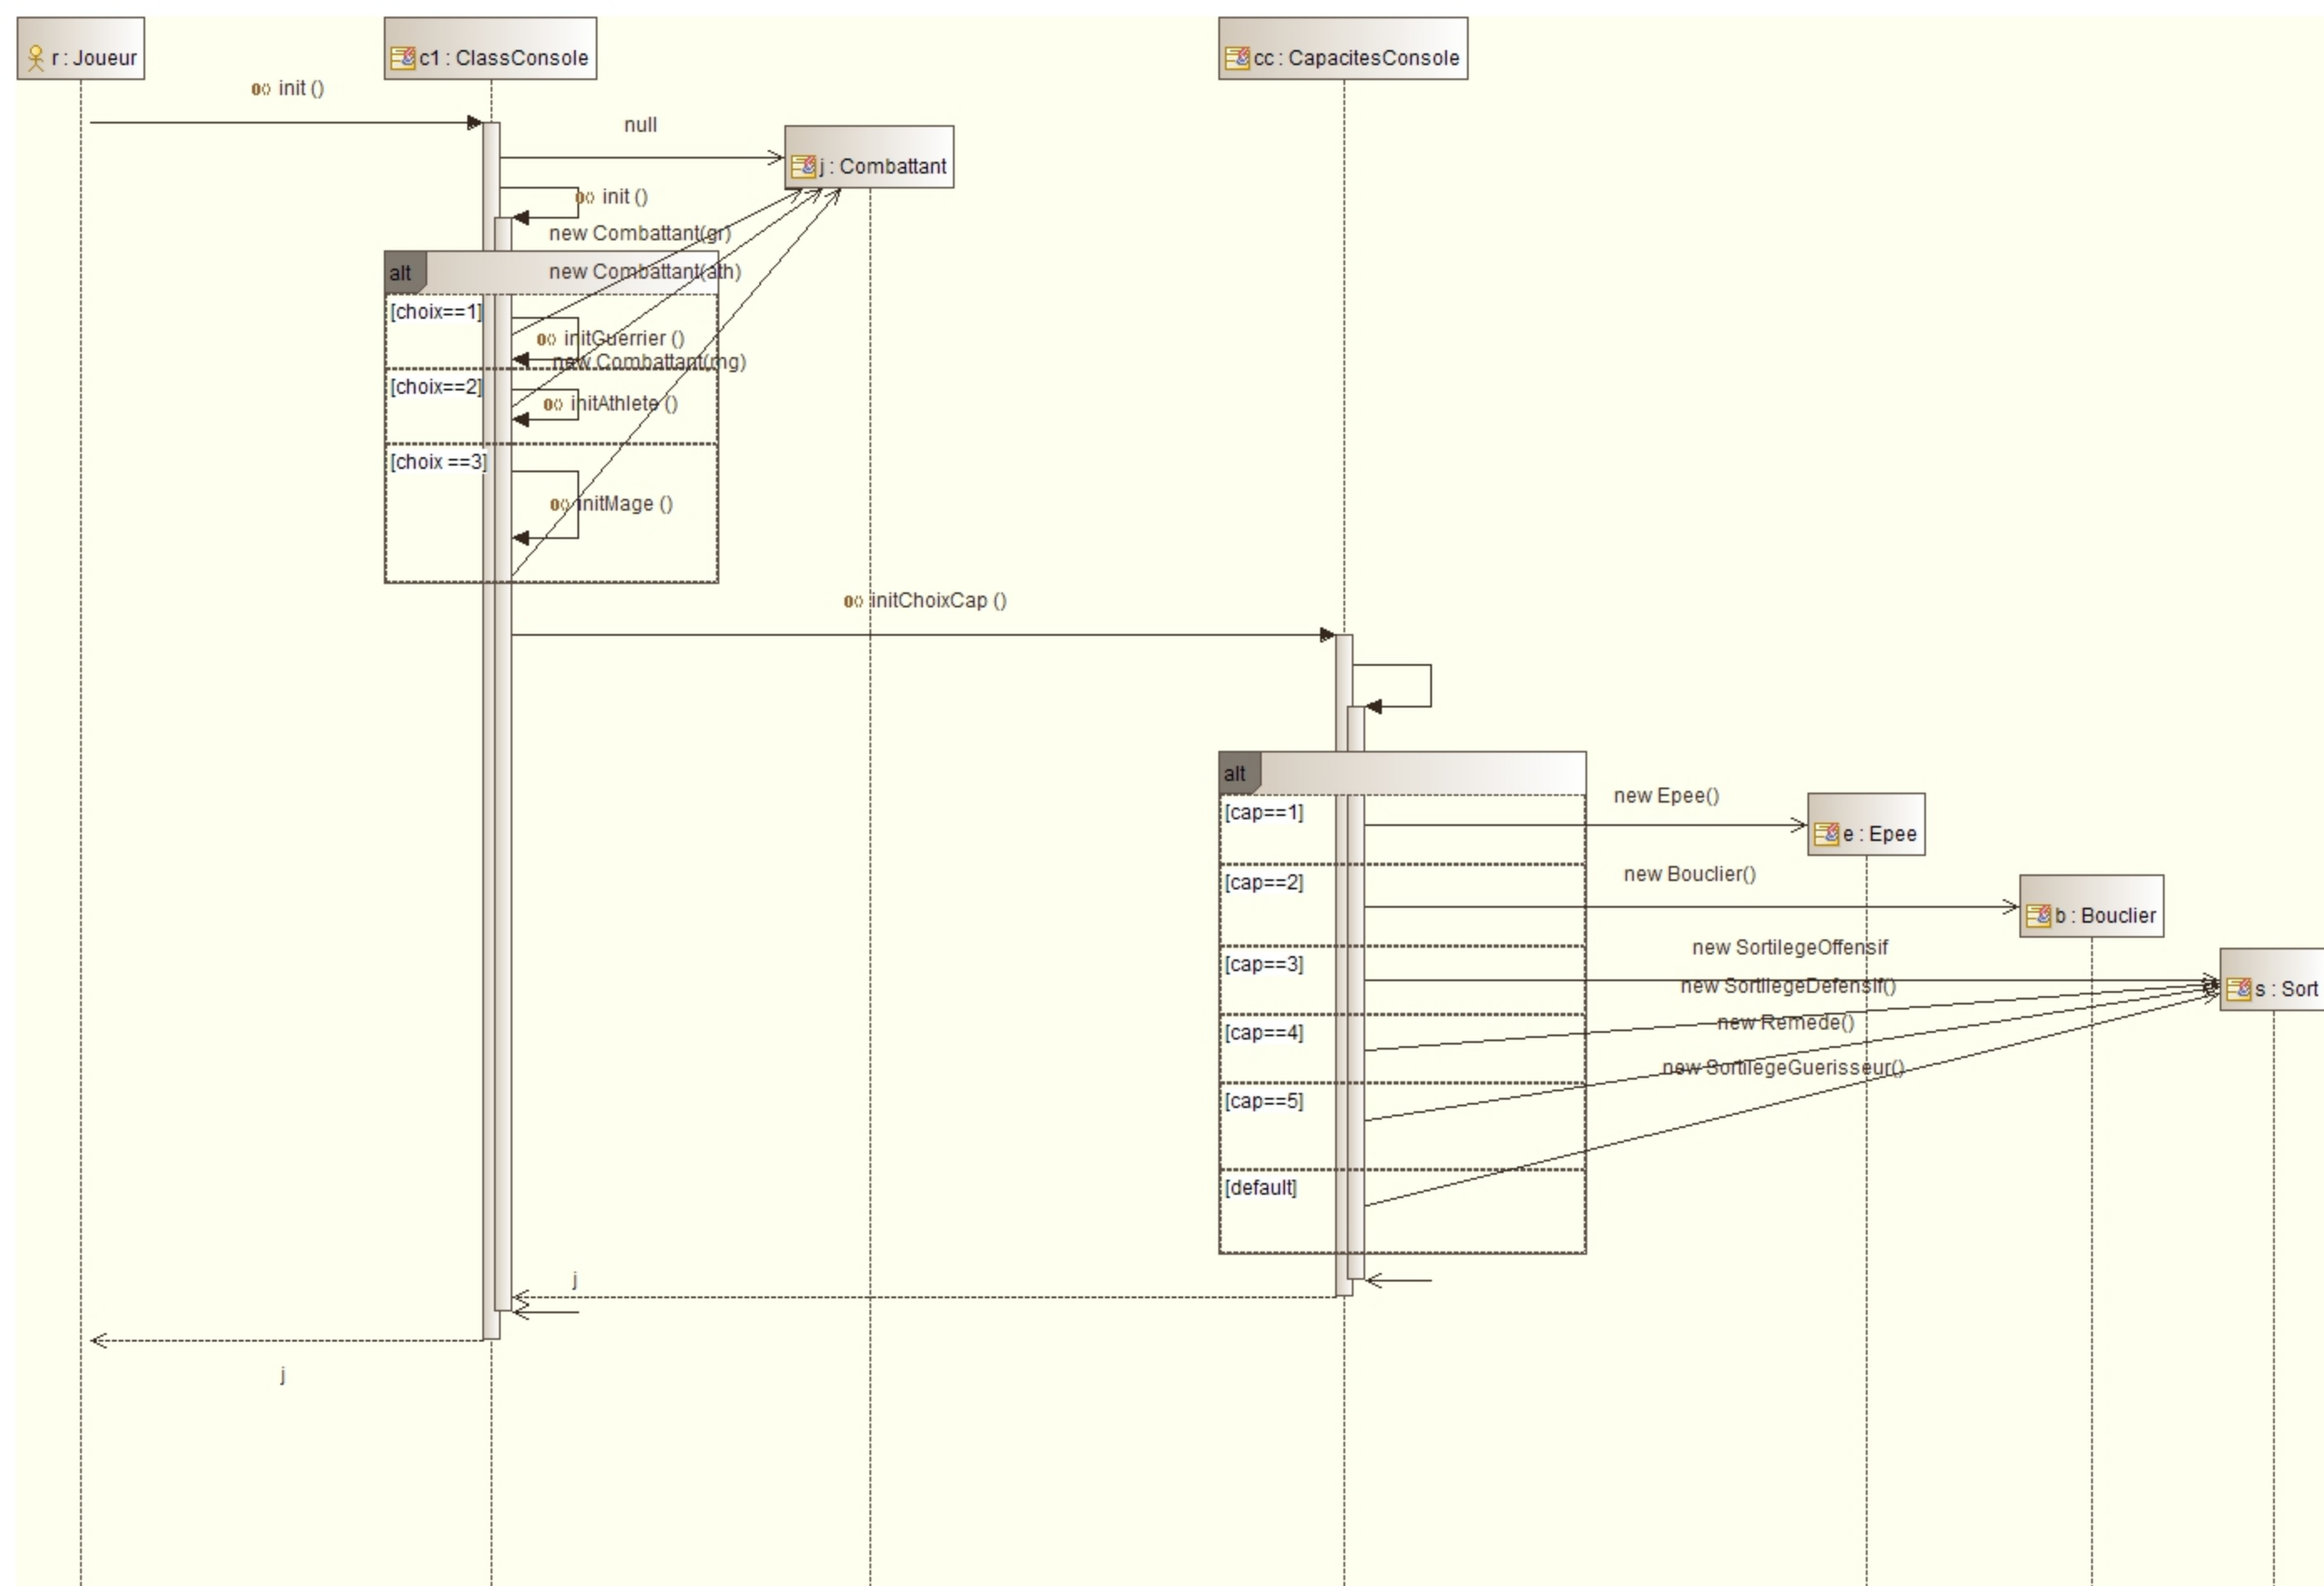 r : Joueur
c1 : ClassConsole
cc : CapacitesConsole
init ()
null
j : Combattant
init ()
new Combattant(gr)
alt
new Combattant(ath)
[choix==1]
initGuerrier ()
new Combattant(mg)
[choix==2]
initAthlete ()
[choix ==3]
initMage ()
initChoixCap ()
alt
[cap==1]
new Epee()
e : Epee
[cap==2]
new Bouclier()
b : Bouclier
[cap==3]
new SortilegeOffensif
s : Sort
new SortilegeDefensif()
[cap==4]
new Remede()
new SortilegeGuerisseur()
[cap==5]
[default]
j
j